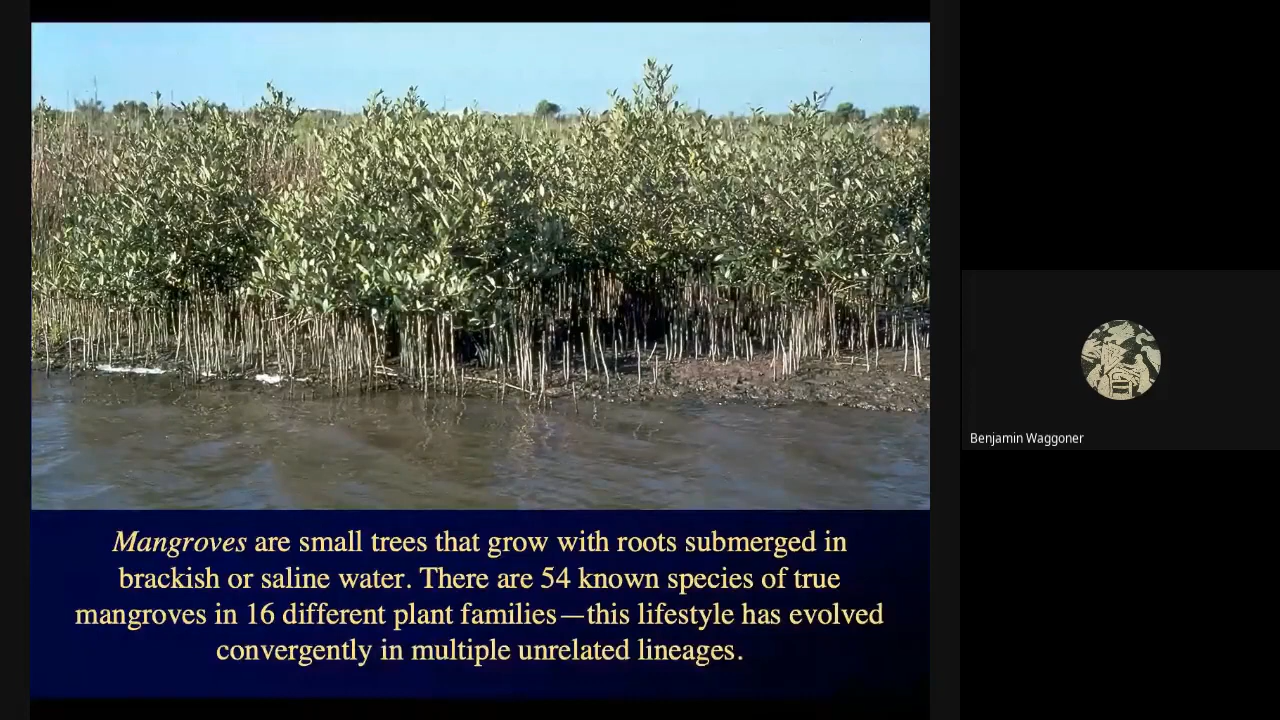 Mangroves are small trees that grow with roots submerged in
brackish or saline water. There are 54 known species of true
mangroves in 16 different plant families—this lifestyle has evolved
convergently in multiple unrelated lineages.
Benjamin Waggoner